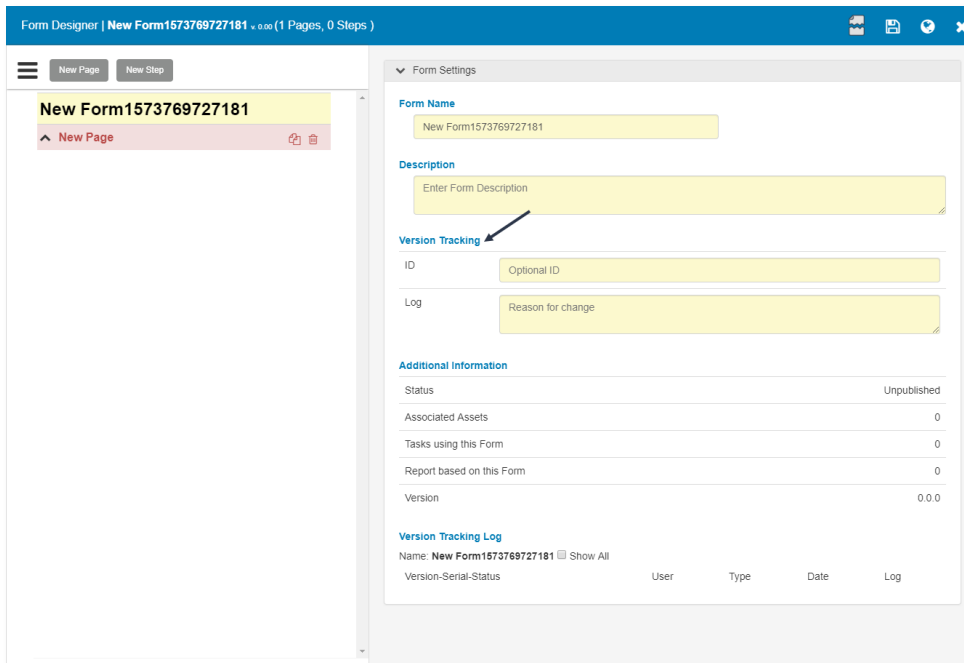 Form Designer | New Form1573769727181 v. 0.00 (1 Pages, 0 Steps )
New Page New Step
New Form1573769727181
New Page
Form Settings
Form Name
New Form1573769727181
Description
Enter Form Description
Version Tracking
ID Optional ID
Log Reason for change
Additional Information
Status Unpublished
Associated Assets 0
Tasks using this Form 0
Report based on this Form 0
Version 0.0.0
Version Tracking Log
Name: New Form1573769727181 Show All
Version-Serial-Status User Type Date Log